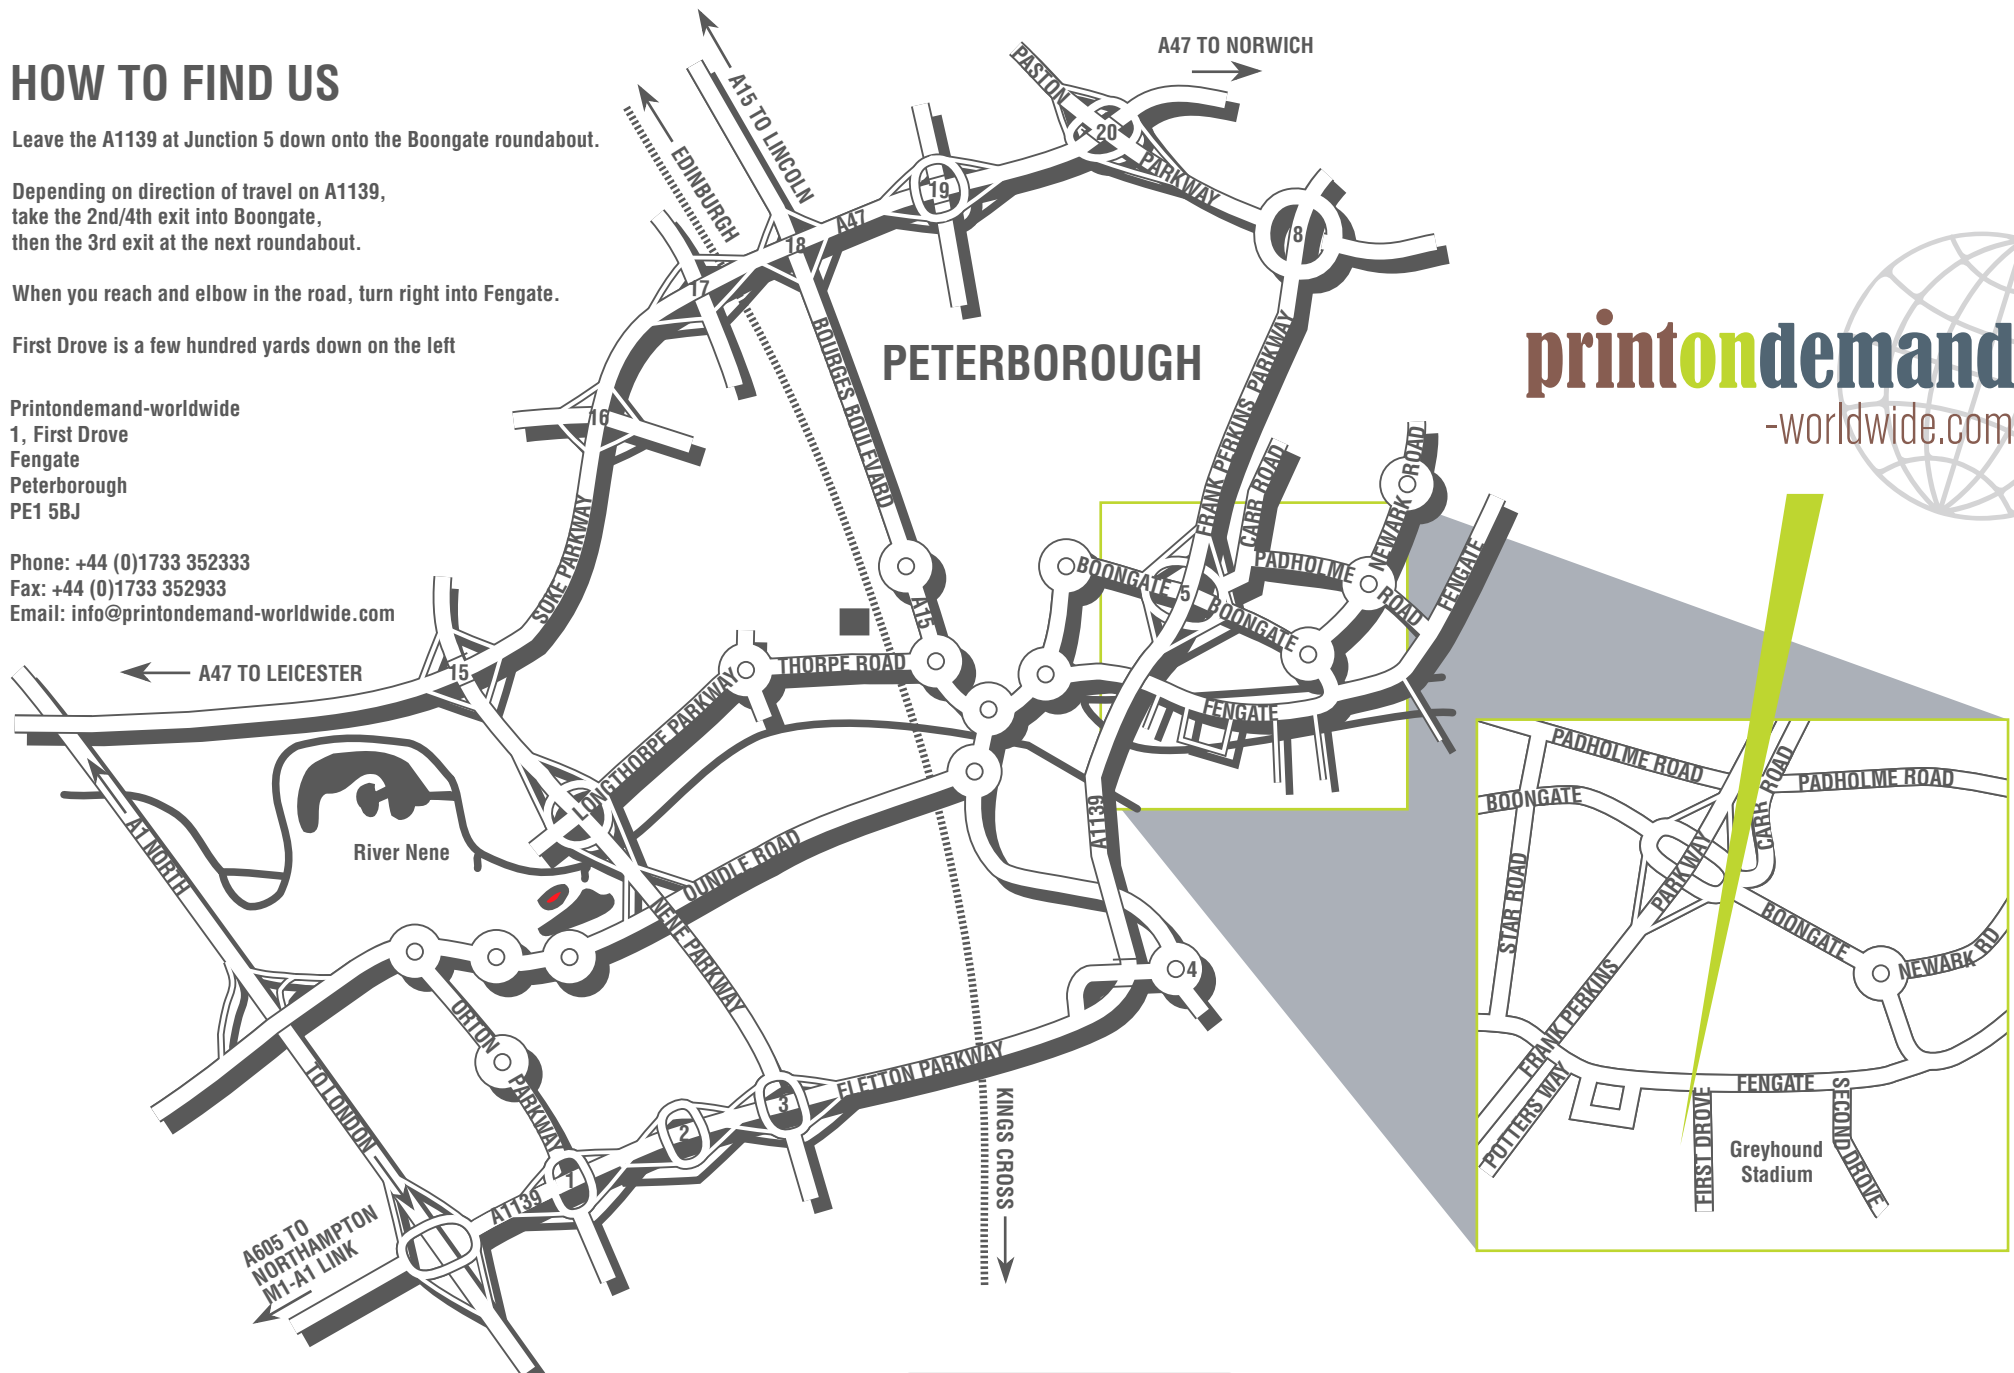 HOW TO FIND US
Leave the A1139 at Junction 5 down onto the Boongate roundabout.
Depending on direction of travel on A1139,
take the 2nd/4th exit into Boongate,
then the 3rd exit at the next roundabout.
When you reach and elbow in the road, turn right into Fengate.
First Drove is a few hundred yards down on the left
Printondemand-worldwide
1, First Drove
Fengate
Peterborough
PE1 5BJ
Phone: +44 (0)1733 352333
Fax: +44 (0)1733 352933
Email: info@printondemand-worldwide.com
A15 TO LINCOLN
EDINBURGH
A47 TO NORWICH
PASTON
PARKWAY
20
19
18
17
16
A47
8
PETERBOROUGH
BOURGES BOULEVARD
FRANK PERKINS PARKWAY
SOKE PARKWAY
CARR ROAD
NEWARK ROAD
PADHOLME
ROAD
FENGATE
BOONGATE
5
BOONGATE
A15
THORPE ROAD
FENGATE
A47 TO LEICESTER
15
LONGTHORPE PARKWAY
A1 NORTH
River Nene
OUNDLE ROAD
NENE PARKWAY
A1139
4
ORTON
PARKWAY
TO LONDON
FLETTON PARKWAY
3
2
1
A1139
KINGS CROSS
A605 TO
NORTHAMPTON
M1-A1 LINK
printondemand
-worldwide.com
PADHOLME ROAD
PADHOLME ROAD
BOONGATE
CARR ROAD
STAR ROAD
PARKWAY
BOONGATE
NEWARK RD
FRANK PERKINS
POTTERS WAY
FENGATE
FIRST DROVE
SECOND DROVE
Greyhound
Stadium